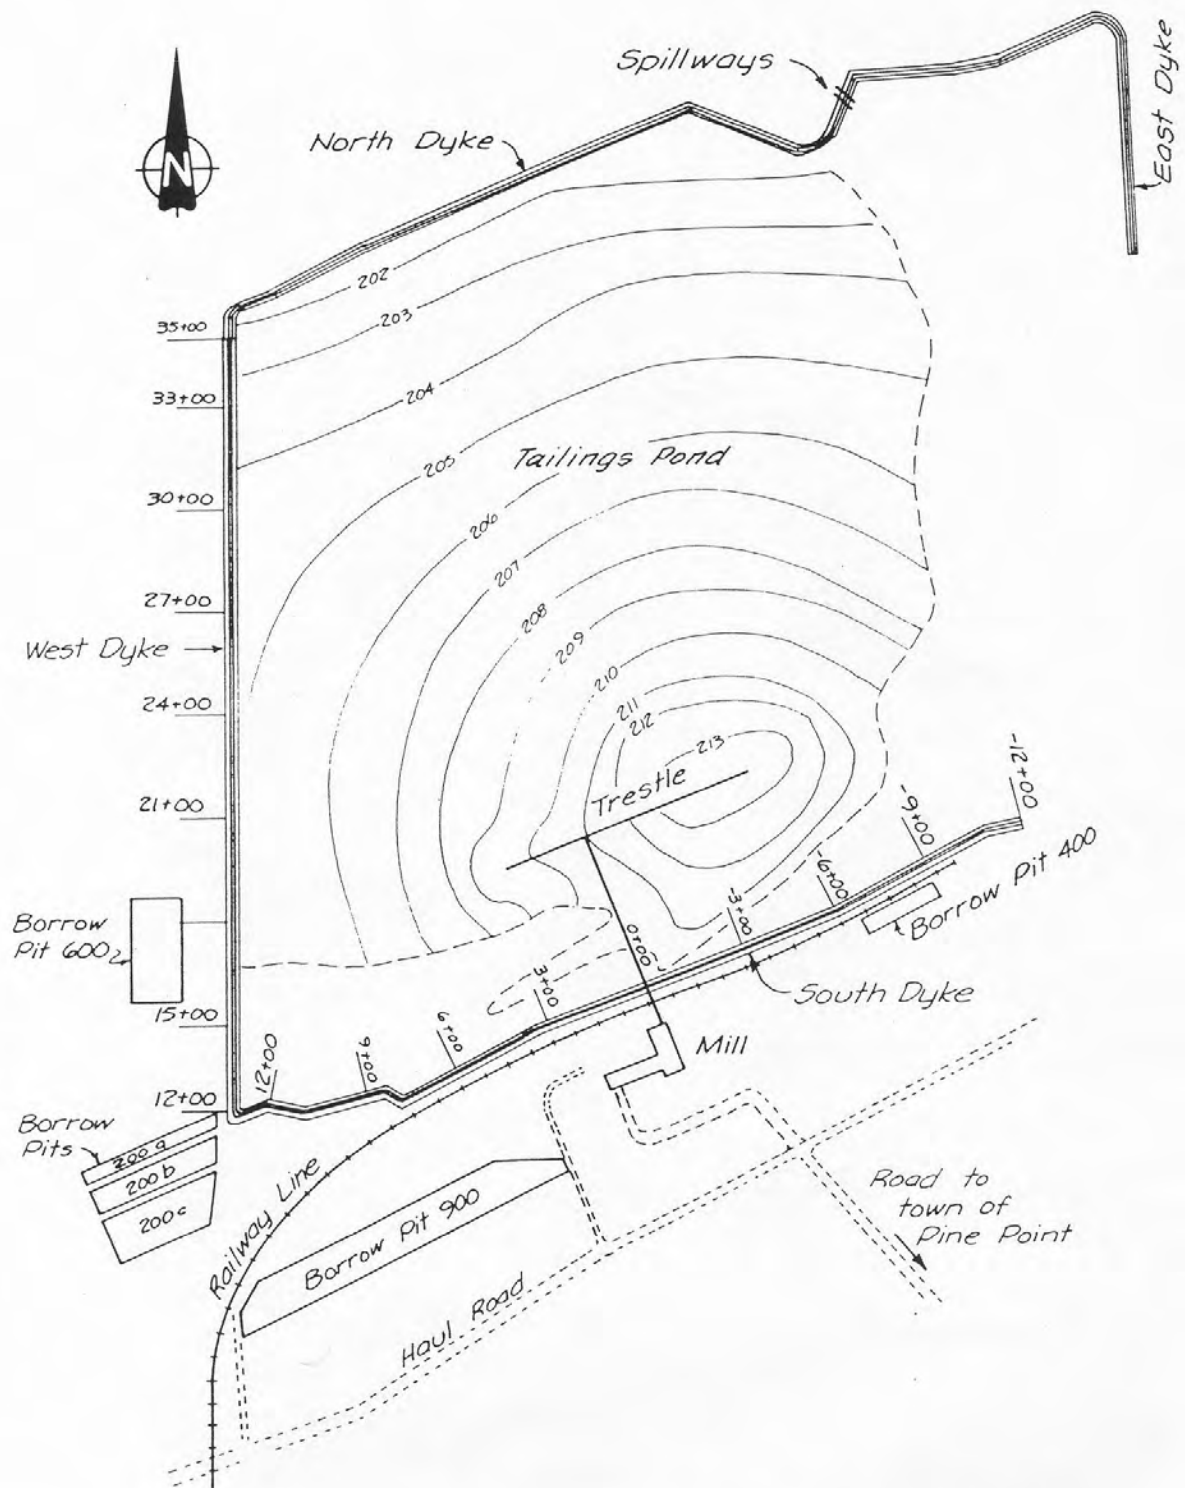 Spillways
East Dyke
North Dyke
N
202
203
35+00
204
33+00
205
Tailings Pond
30+00
206
207
27+00
208
209
West Dyke
210
24+00
211
212
213
-12+00
Trestle
21+00
-9+00
-6+00
Borrow Pit 400
-3+00
Borrow
Pit 600
0+00
3+00
South Dyke
15+00
6+00
Mill
9+00
12+00
12+00
Borrow
Pits
200a
200b
200c
Railway Line
Borrow Pit 900
Road to
town of
Pine Point
Haul Road